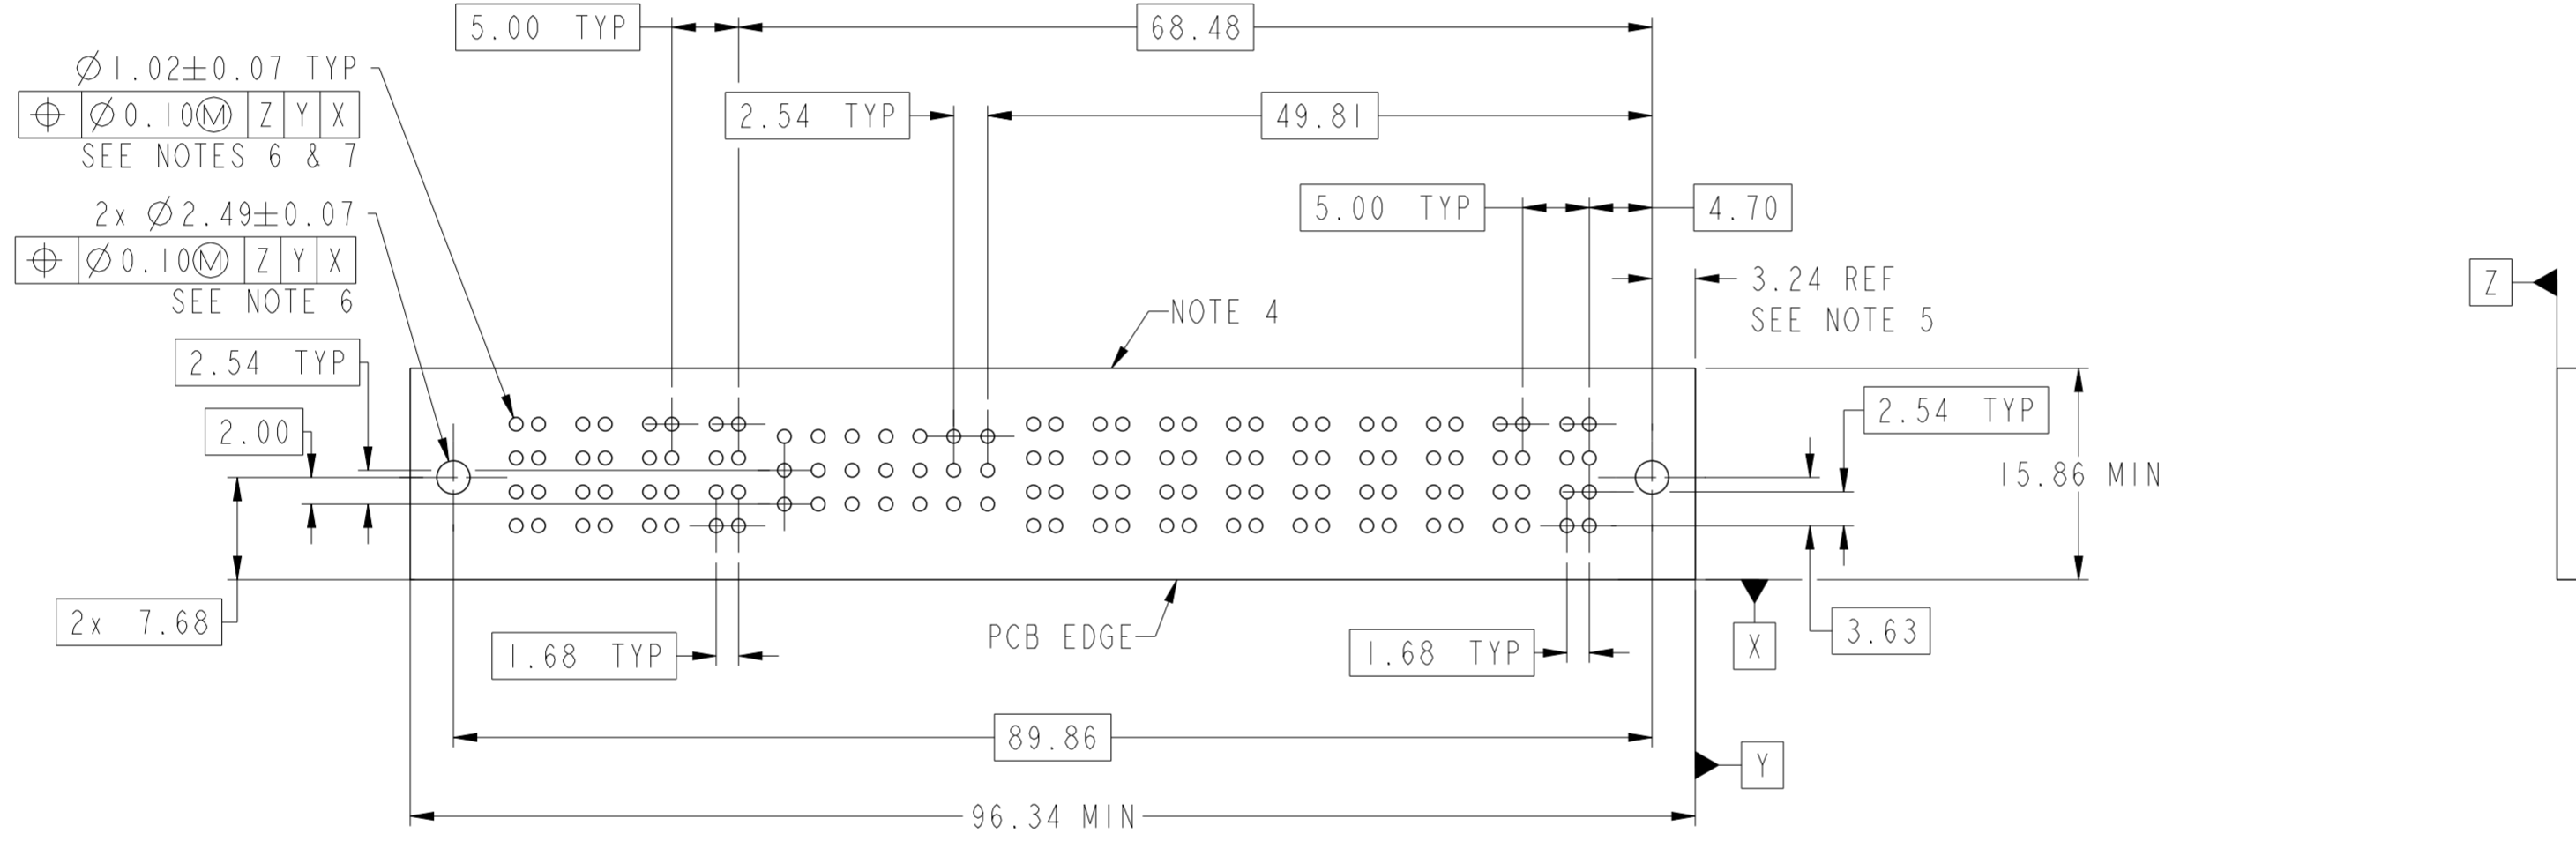 5.00 TYP
68.48
Ø1.02±0.07 TYP
⌖ Ø0.10Ⓜ Z Y X
SEE NOTES 6 & 7
2.54 TYP
49.81
2x Ø2.49±0.07
⌖ Ø0.10Ⓜ Z Y X
SEE NOTE 6
5.00 TYP
4.70
3.24 REF
SEE NOTE 5
NOTE 4
Z
2.54 TYP
2.00
2.54 TYP
15.86 MIN
2x 7.68
1.68 TYP
PCB EDGE
1.68 TYP
X
3.63
89.86
Y
96.34 MIN